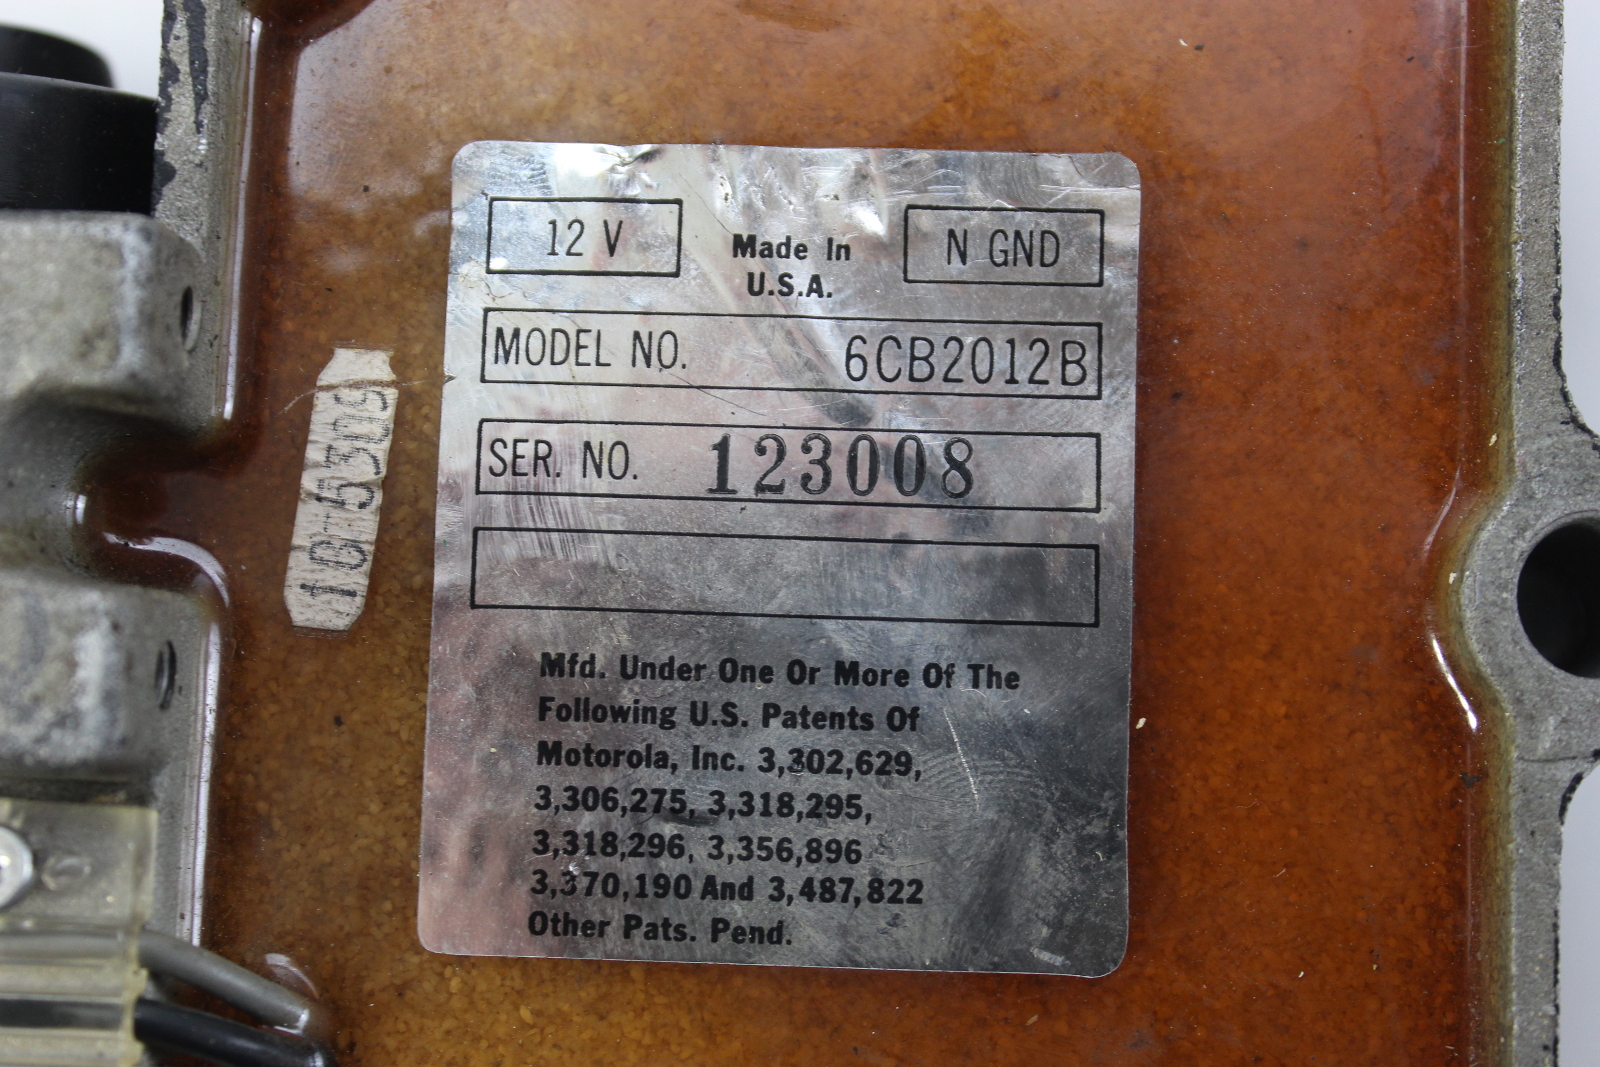 12 V
Made In
U.S.A.
N GND
MODEL NO. 6CB2012B
SER. NO. 123008
Mfd. Under One Or More Of The
Following U.S. Patents Of
Motorola, Inc. 3,302,629,
3,306,275, 3,318,295,
3,318,296, 3,356,896
3,370,190 And 3,487,822
Other Pats. Pend.